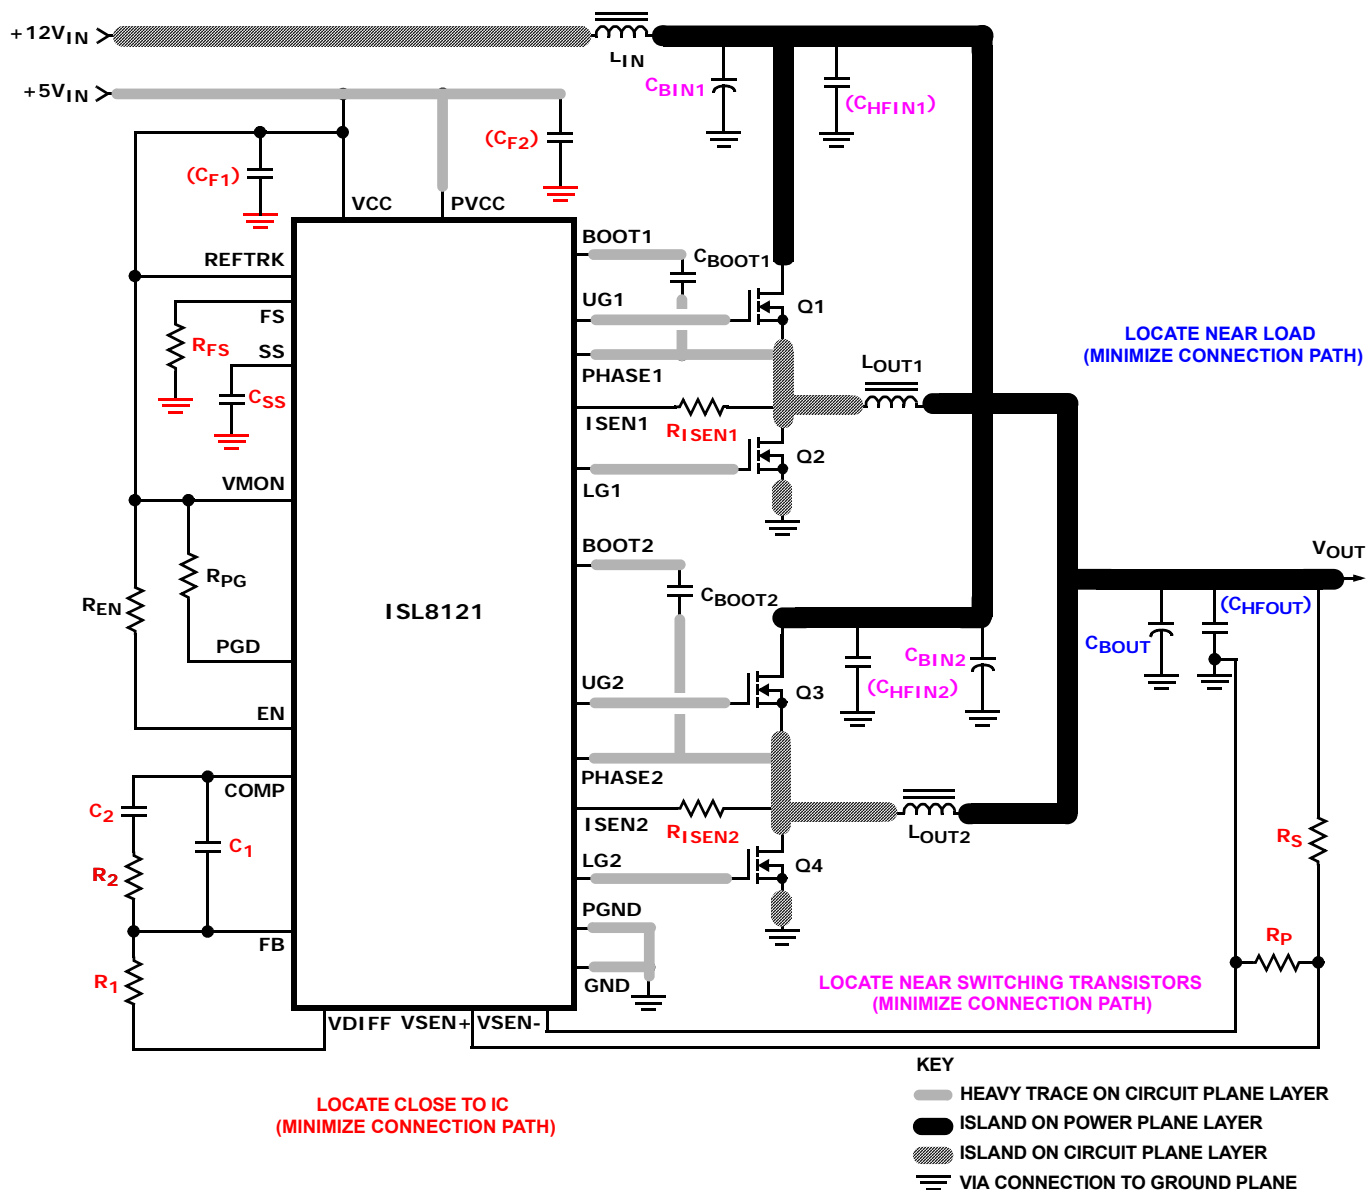 +12VIN
LIN
CBIN1
(CHFIN1)
+5VIN
(CF2)
(CF1)
VCC
PVCC
BOOT1
CBOOT1
REFTRK
UG1
Q1
FS
RFS
SS
PHASE1
LOUT1
LOCATE NEAR LOAD
(MINIMIZE CONNECTION PATH)
CSS
ISEN1
RISEN1
Q2
VMON
LG1
BOOT2
VOUT
RPG
REN
CBOOT2
ISL8121
(CHFOUT)
CBOUT
PGD
CBIN2
(CHFIN2)
UG2
Q3
EN
PHASE2
COMP
C2
C1
ISEN2
RISEN2
LOUT2
RS
R2
LG2
Q4
PGND
FB
RP
R1
GND
LOCATE NEAR SWITCHING TRANSISTORS
(MINIMIZE CONNECTION PATH)
VDIFF
VSEN+
VSEN-
KEY
HEAVY TRACE ON CIRCUIT PLANE LAYER
LOCATE CLOSE TO IC
(MINIMIZE CONNECTION PATH)
ISLAND ON POWER PLANE LAYER
ISLAND ON CIRCUIT PLANE LAYER
VIA CONNECTION TO GROUND PLANE